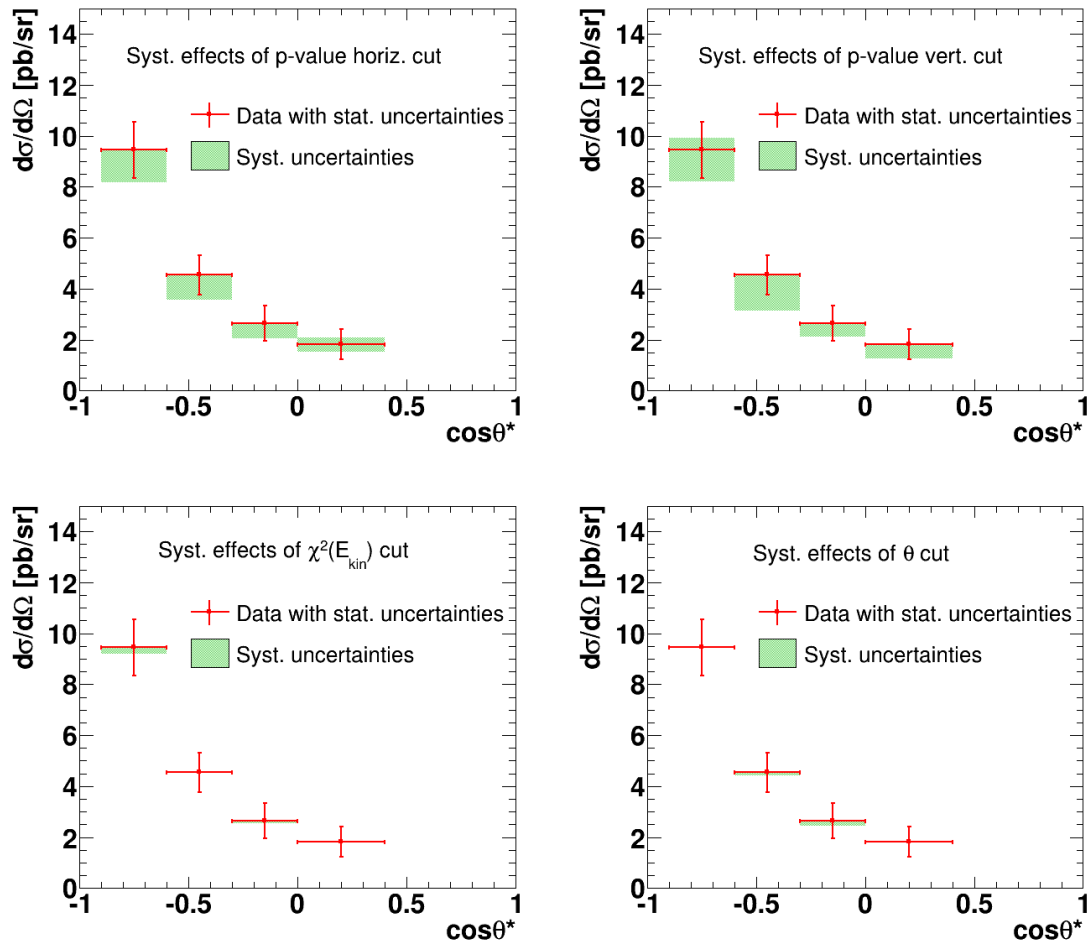 Syst. effects of p-value horiz. cut
Data with stat. uncertainties
Syst. uncertainties
dσ/dΩ [pb/sr]
14
12
10
8
6
4
2
0
-1
-0.5
0
0.5
1
cosθ*
Syst. effects of p-value vert. cut
Data with stat. uncertainties
Syst. uncertainties
dσ/dΩ [pb/sr]
14
12
10
8
6
4
2
0
-1
-0.5
0
0.5
1
cosθ*
Syst. effects of χ²(E_kin) cut
Data with stat. uncertainties
Syst. uncertainties
dσ/dΩ [pb/sr]
14
12
10
8
6
4
2
0
-1
-0.5
0
0.5
1
cosθ*
Syst. effects of θ cut
Data with stat. uncertainties
Syst. uncertainties
dσ/dΩ [pb/sr]
14
12
10
8
6
4
2
0
-1
-0.5
0
0.5
1
cosθ*